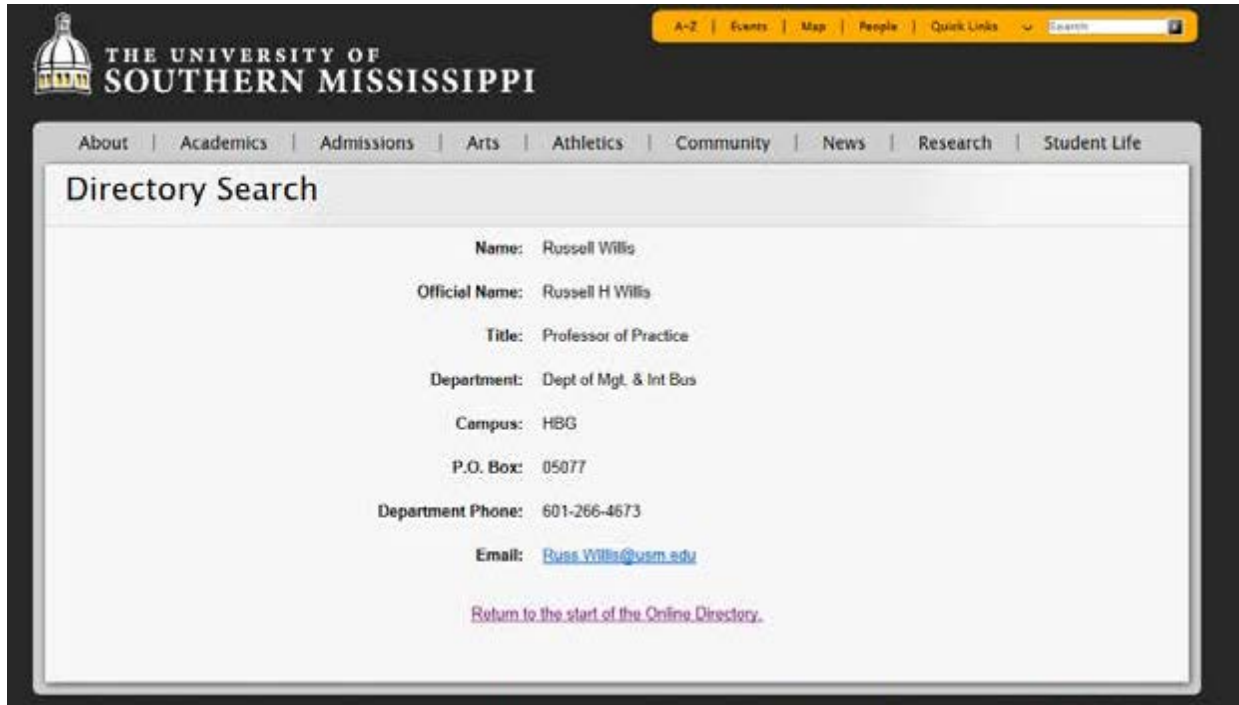 A-Z | Events | Map | People | Quick Links Search
THE UNIVERSITY OF
SOUTHERN MISSISSIPPI
About | Academics | Admissions | Arts | Athletics | Community | News | Research | Student Life
Directory Search
Name: Russell Willis
Official Name: Russell H Willis
Title: Professor of Practice
Department: Dept of Mgt. & Int Bus
Campus: HBG
P.O. Box: 05077
Department Phone: 601-266-4673
Email: Russ.Willis@usm.edu
Return to the start of the Online Directory.